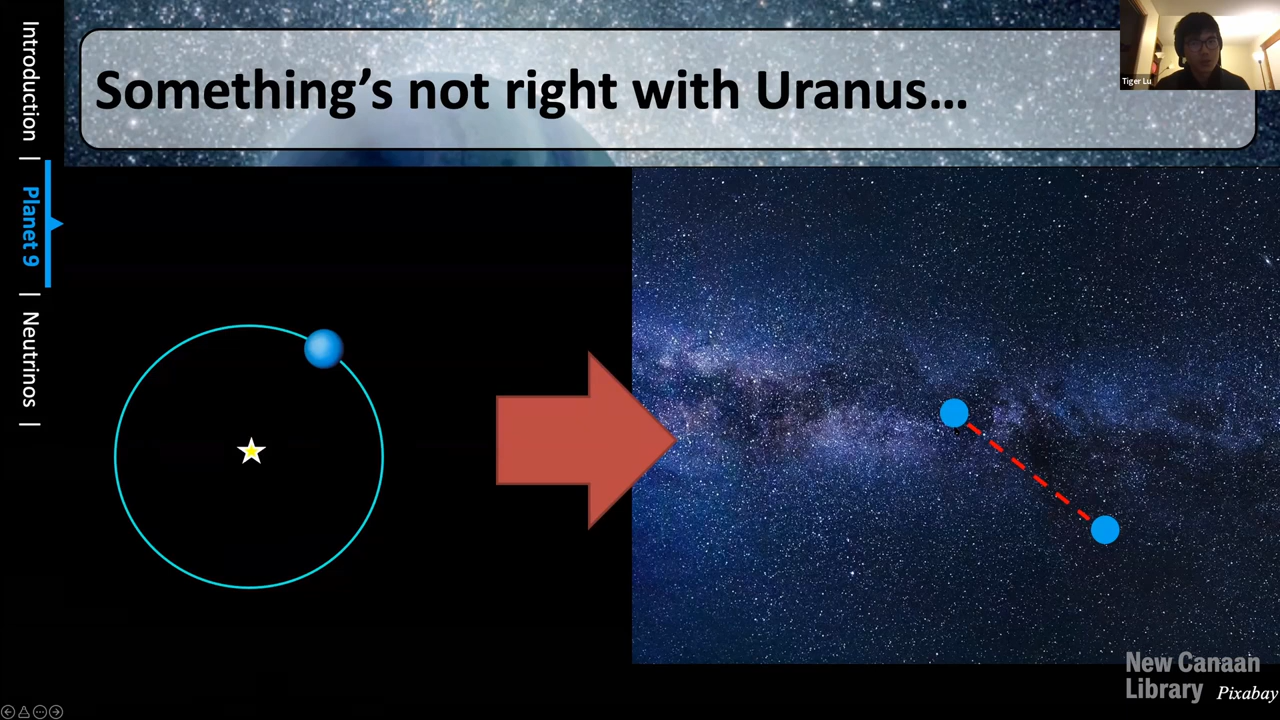 Something's not right with Uranus...
Tiger Lu
Introduction |
Planet 9
| Neutrinos |
New Canaan
Library
Pixabay